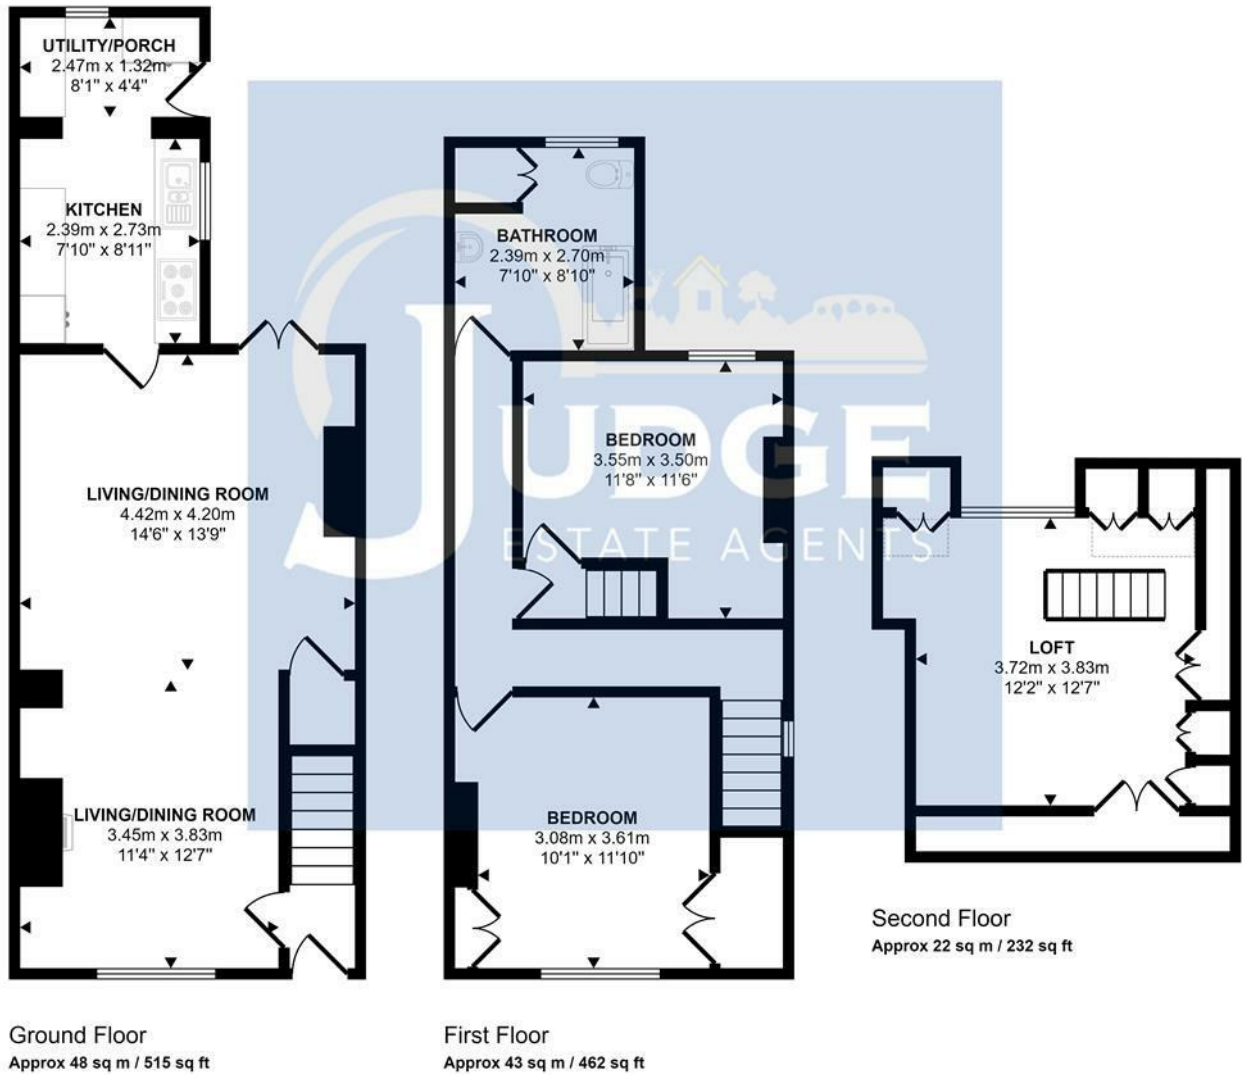 UTILITY/PORCH
2.47m x 1.32m
8'1" x 4'4"
KITCHEN
2.39m x 2.73m
7'10" x 8'11"
LIVING/DINING ROOM
4.42m x 4.20m
14'6" x 13'9"
LIVING/DINING ROOM
3.45m x 3.83m
11'4" x 12'7"
Ground Floor
Approx 48 sq m / 515 sq ft
BATHROOM
2.39m x 2.70m
7'10" x 8'10"
BEDROOM
3.55m x 3.50m
11'8" x 11'6"
BEDROOM
3.08m x 3.61m
10'1" x 11'10"
First Floor
Approx 43 sq m / 462 sq ft
JUDGE
ESTATE AGENTS
LOFT
3.72m x 3.83m
12'2" x 12'7"
Second Floor
Approx 22 sq m / 232 sq ft